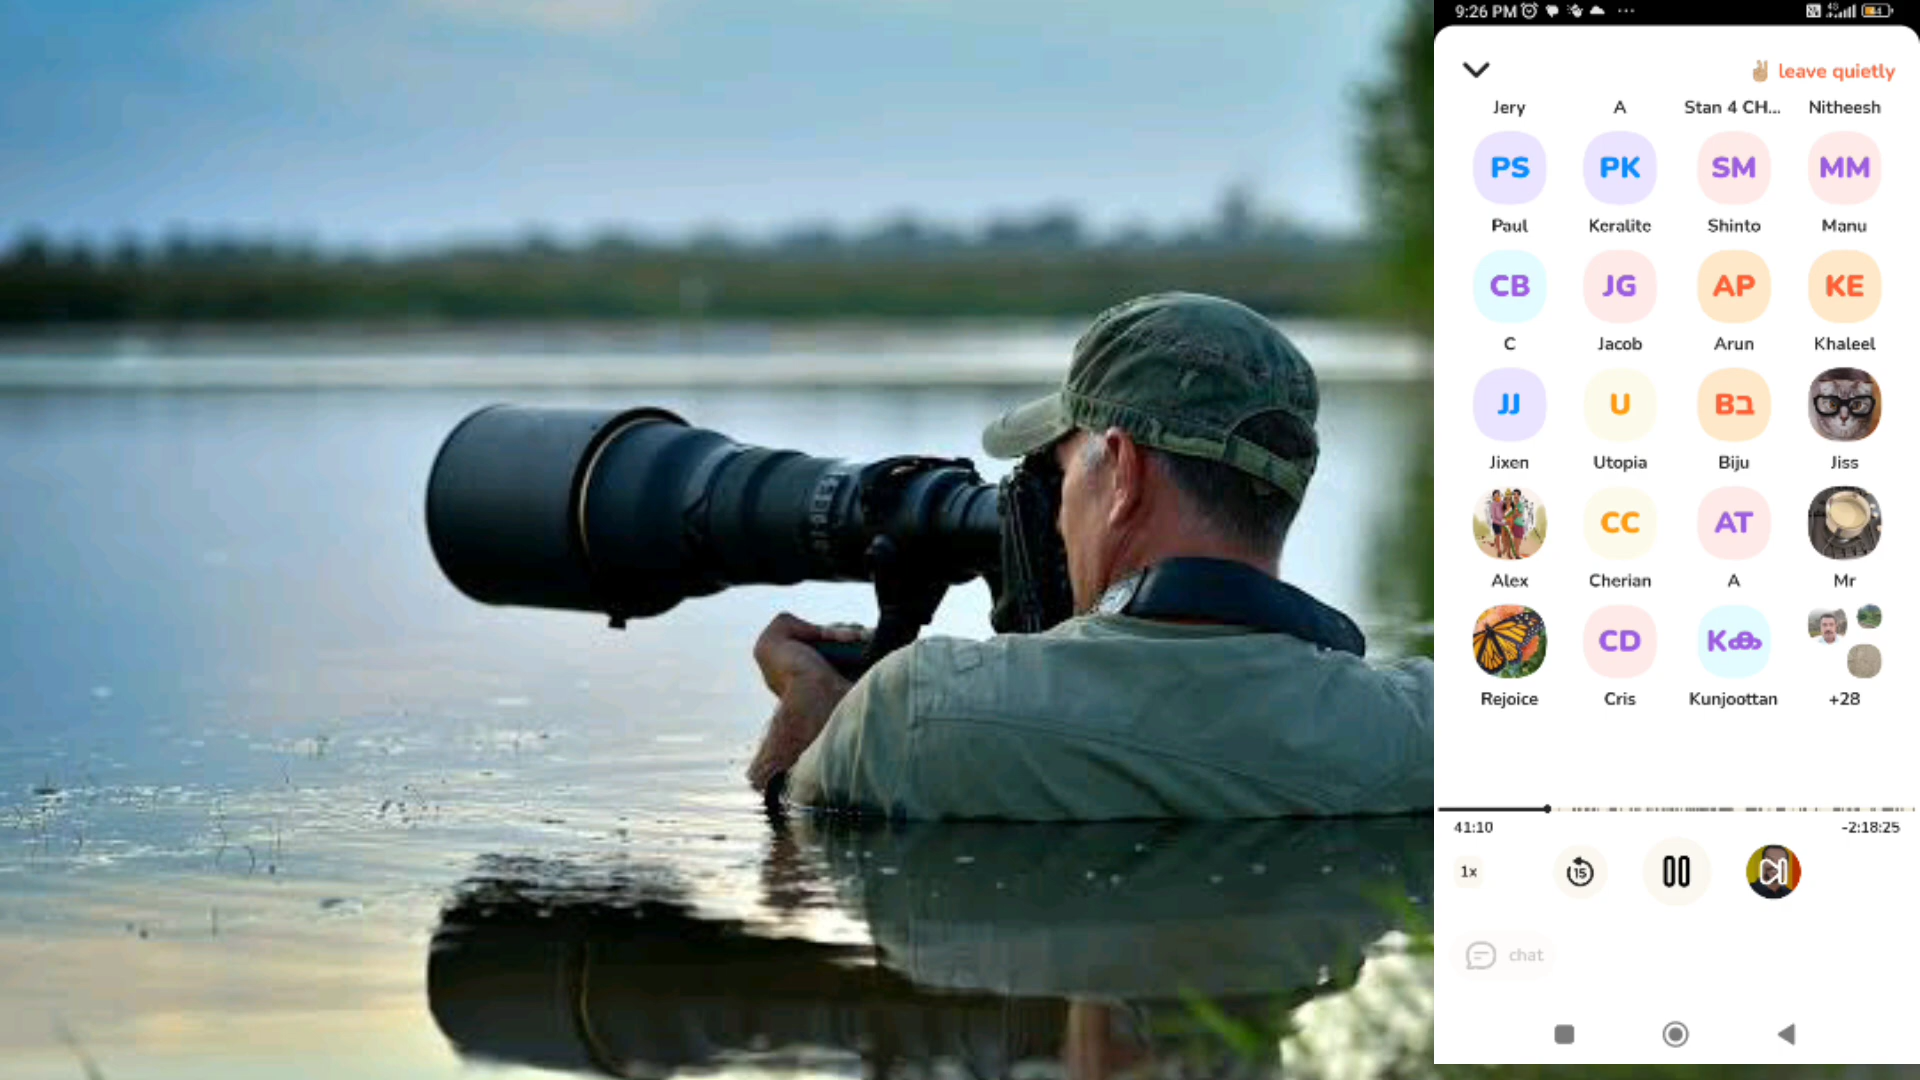 9:26 PM
leave quietly
Jery A Stan 4 CH... Nitheesh
PS PK SM MM
Paul Keralite Shinto Manu
CB JG AP KE
C Jacob Arun Khaleel
JJ U Bב
Jixen Utopia Biju Jiss
CC AT
Alex Cherian A Mr
CD Kക
Rejoice Cris Kunjoottan +28
41:10 -2:18:25
1x 15
chat